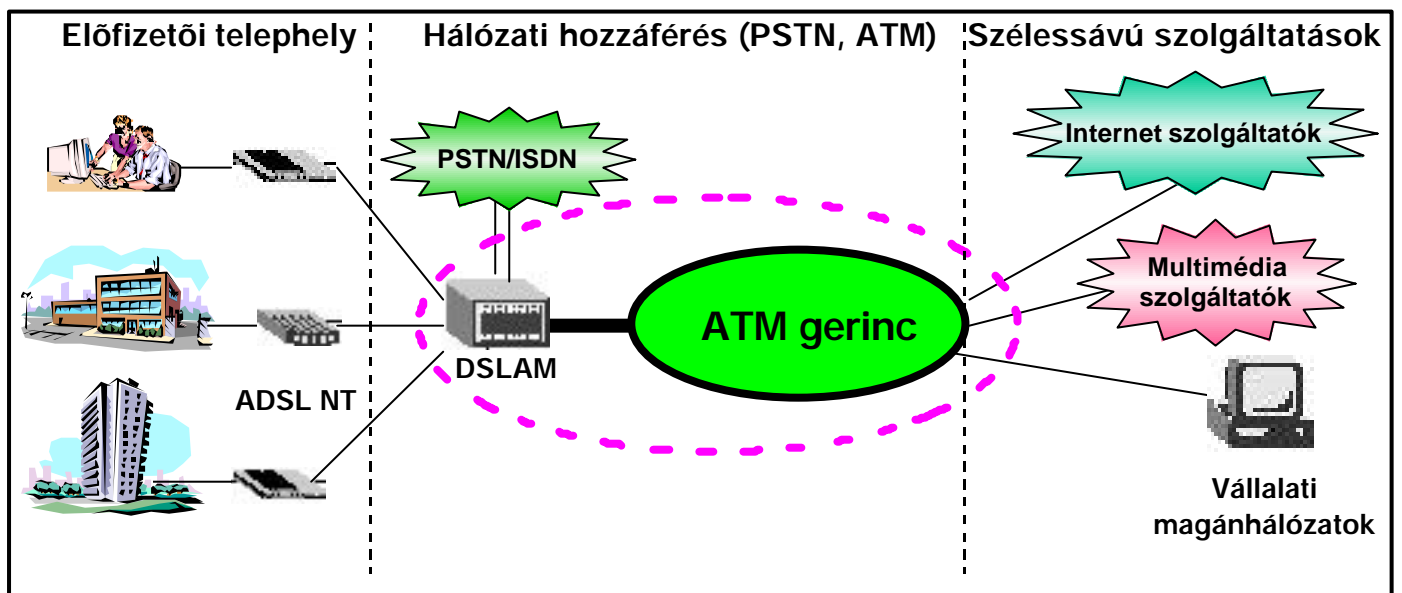 Előfizetői telephely
Hálózati hozzáférés (PSTN, ATM)
Szélessávú szolgáltatások
PSTN/ISDN
Internet szolgáltatók
Multimédia
szolgáltatók
ATM gerinc
DSLAM
ADSL NT
Vállalati
magánhálózatok